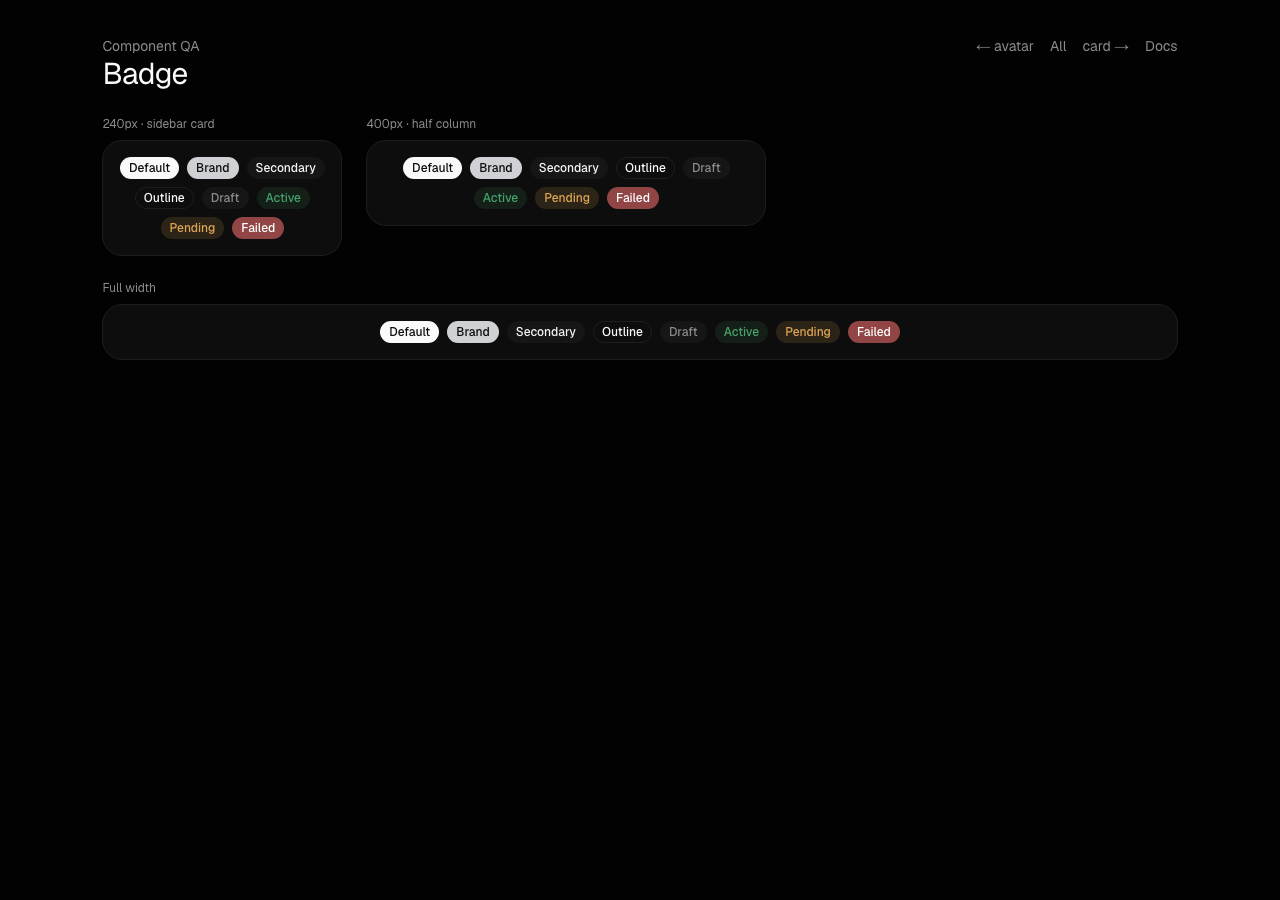 Component QA
← avatar All card → Docs
Badge
240px · sidebar card
Default Brand Secondary
Outline Draft Active
Pending Failed
400px · half column
Default Brand Secondary Outline Draft
Active Pending Failed
Full width
Default Brand Secondary Outline Draft Active Pending Failed